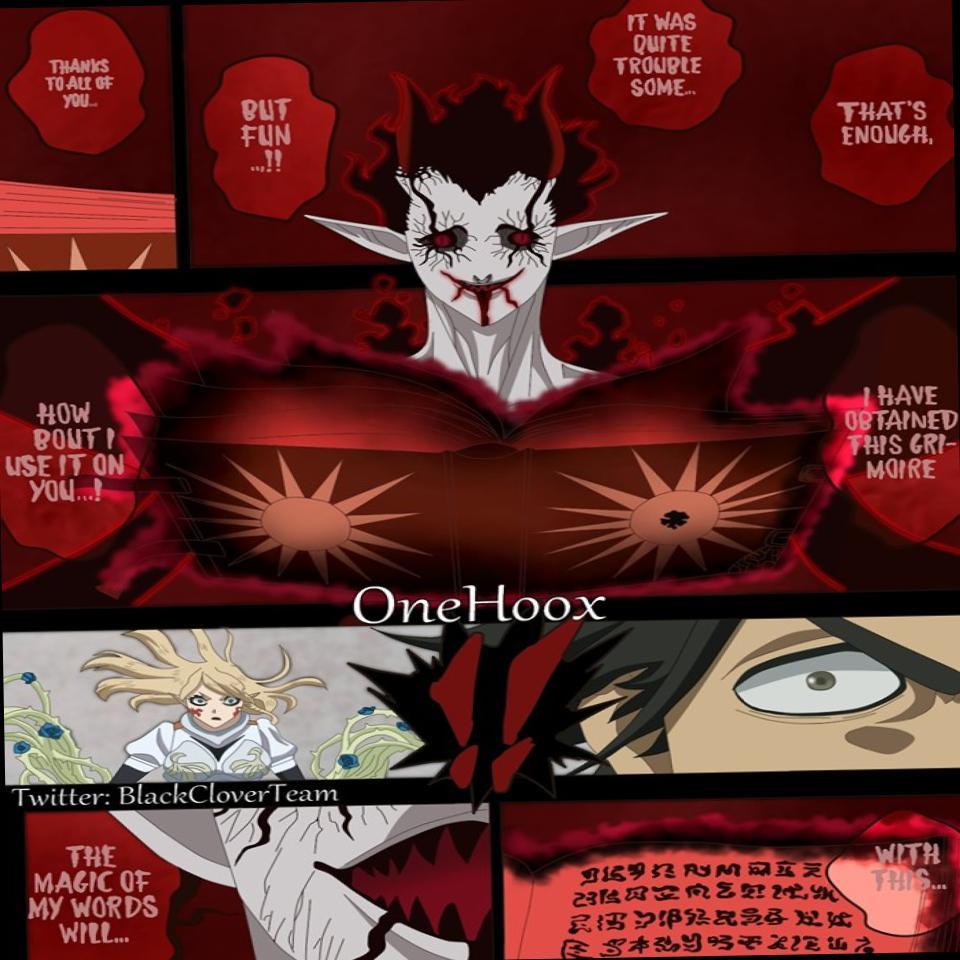 THAT'S
ENOUGH.
IT WAS
QUITE
TROUBLE
SOME...
BUT
FUN
...!!
THANKS
TO ALL OF
YOU...
I HAVE
OBTAINED
THIS GRI-
MOIRE
HOW
BOUT I
USE IT ON
YOU...!
OneHoox
!!
Twitter: BlackCloverTeam
WITH
THIS...
THE
MAGIC OF
MY WORDS
WILL...